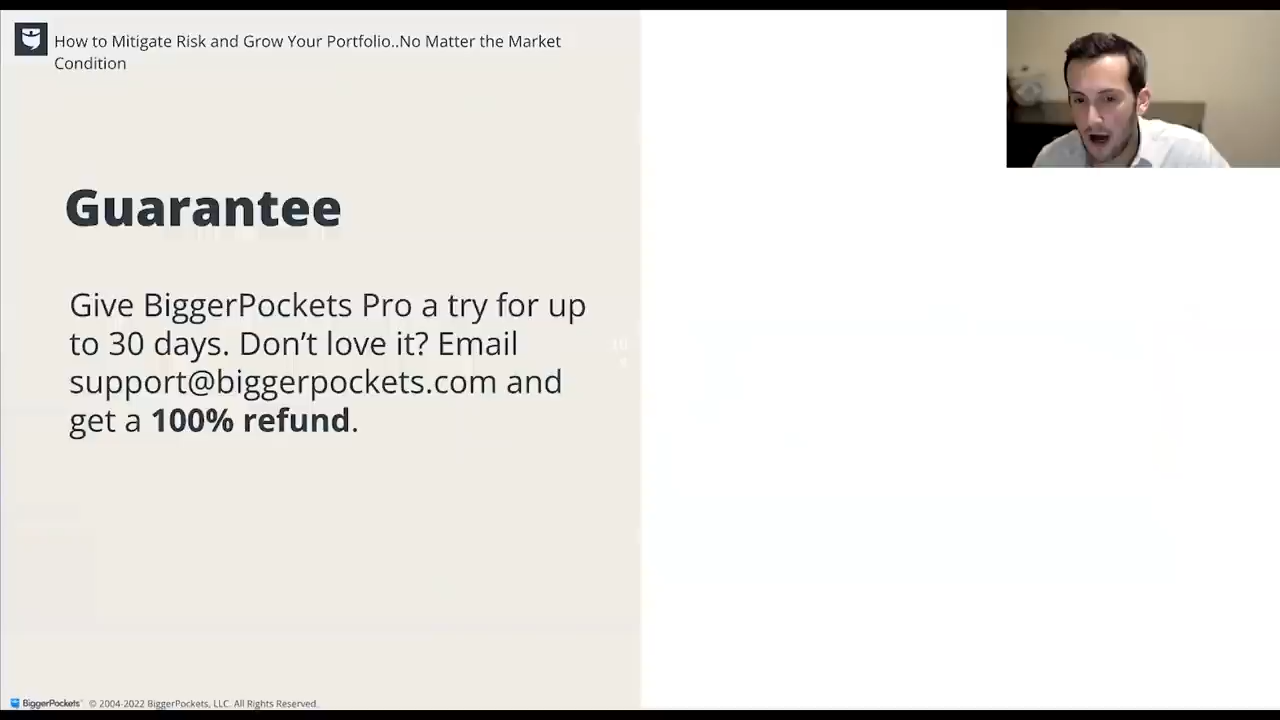 How to Mitigate Risk and Grow Your Portfolio..No Matter the Market
Condition
Guarantee
Give BiggerPockets Pro a try for up
to 30 days. Don’t love it? Email
support@biggerpockets.com and
get a 100% refund.
BiggerPockets © 2004-2022 BiggerPockets, LLC. All Rights Reserved.